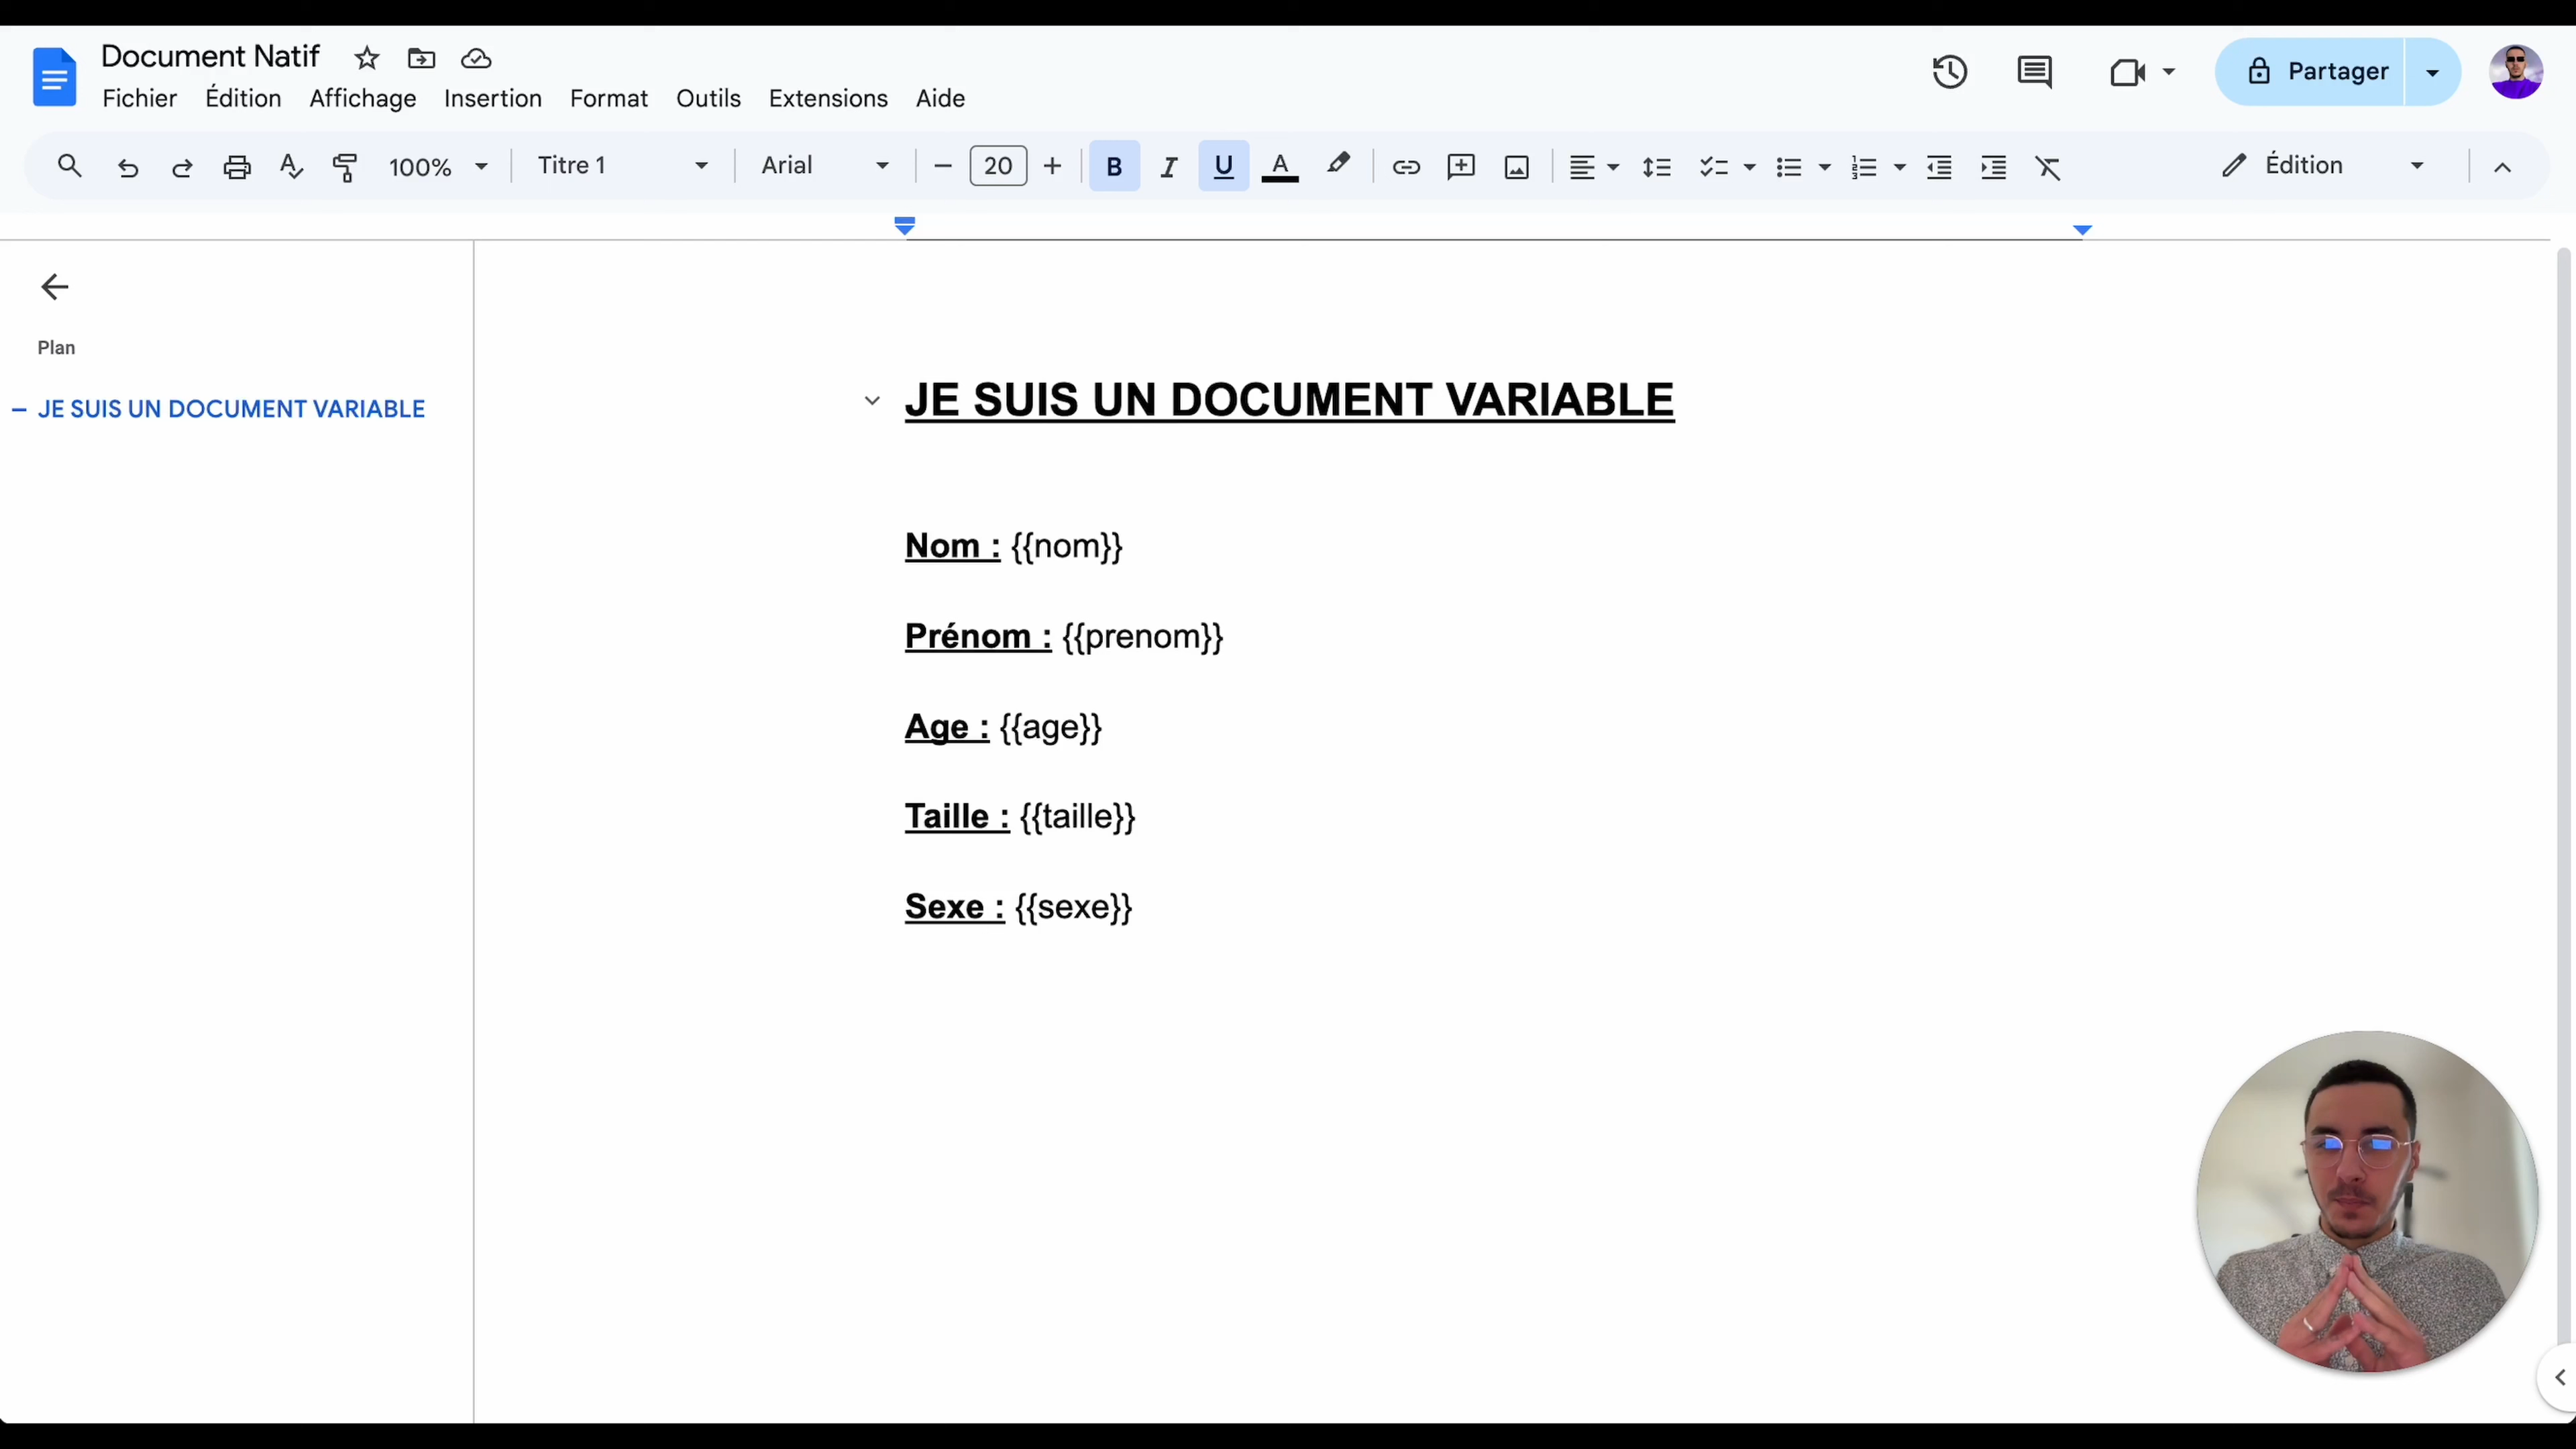 Document Natif
Fichier Édition Affichage Insertion Format Outils Extensions Aide
Partager
100% Titre 1 Arial 20 B I U A Édition
Plan
JE SUIS UN DOCUMENT VARIABLE
JE SUIS UN DOCUMENT VARIABLE
Nom : {{nom}}
Prénom : {{prenom}}
Age : {{age}}
Taille : {{taille}}
Sexe : {{sexe}}